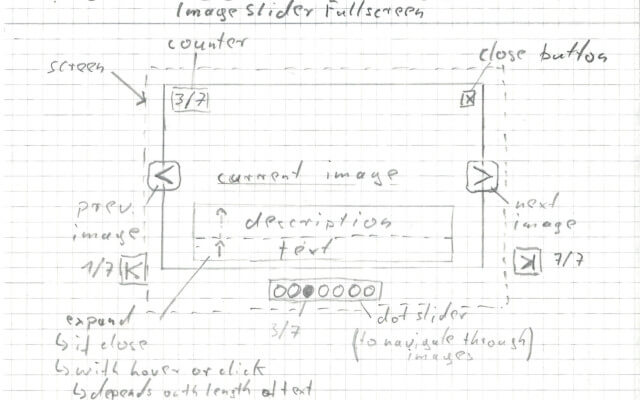 Image Slider Fullscreen
counter
close button
screen
3/7
x
<
current image
>
prev.
image
next
image
description
text
1/7 K
K 7/7
expand
↳ if close
↳ with hover or click
↳ depends on length of text
3/7
dot slider
(to navigate through
images)